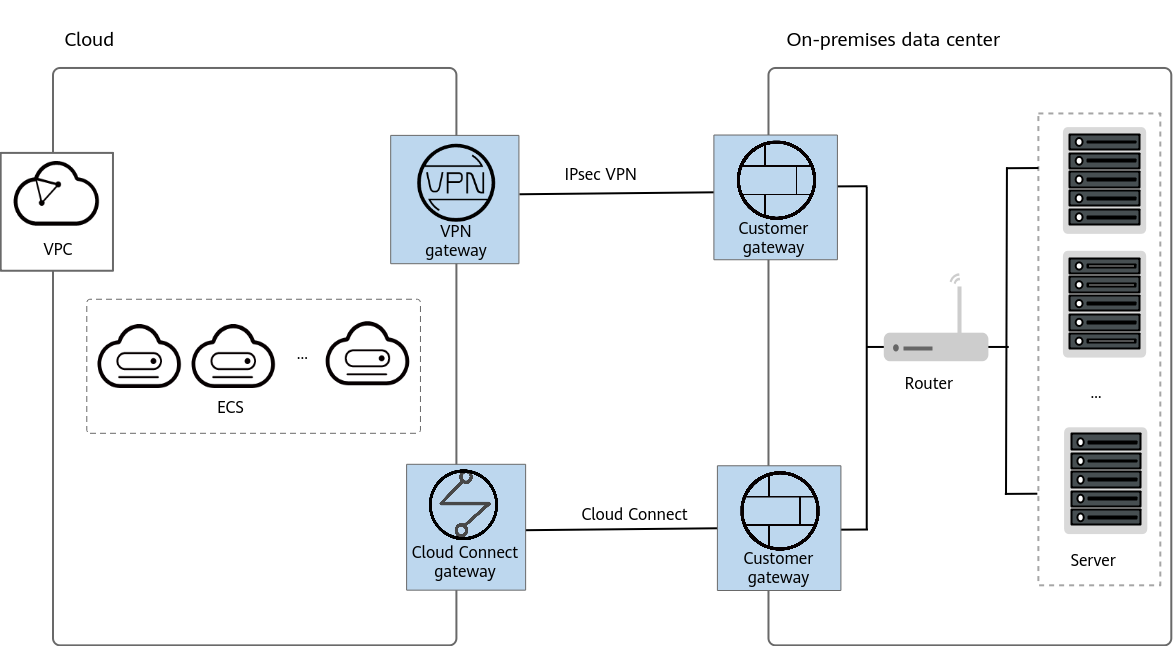 Cloud
On-premises data center
VPC
VPN
VPN
gateway
IPsec VPN
Customer
gateway
...
ECS
Router
...
Cloud Connect
gateway
Cloud Connect
Customer
gateway
Server